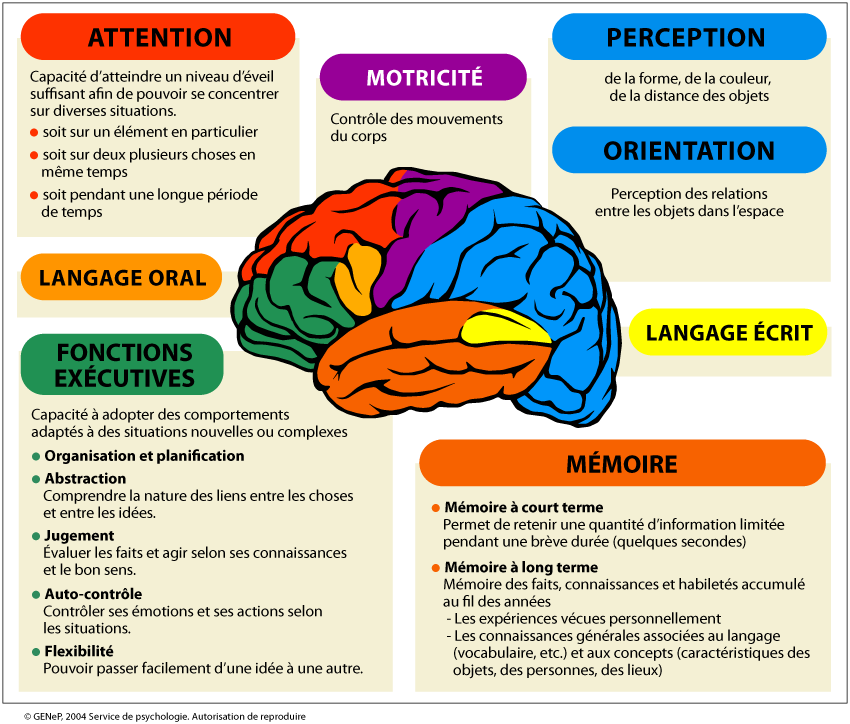 ATTENTION
Capacité d'atteindre un niveau d'éveil
suffisant afin de pouvoir se concentrer
sur diverses situations.
• soit sur un élément en particulier
• soit sur deux plusieurs choses en
même temps
• soit pendant une longue période
de temps
MOTRICITÉ
Contrôle des mouvements
du corps
PERCEPTION
de la forme, de la couleur,
de la distance des objets
ORIENTATION
Perception des relations
entre les objets dans l'espace
LANGAGE ORAL
LANGAGE ÉCRIT
FONCTIONS
EXÉCUTIVES
Capacité à adopter des comportements
adaptés à des situations nouvelles ou complexes
• Organisation et planification
• Abstraction
Comprendre la nature des liens entre les choses
et entre les idées.
• Jugement
Évaluer les faits et agir selon ses connaissances
et le bon sens.
• Auto-contrôle
Contrôler ses émotions et ses actions selon
les situations.
• Flexibilité
Pouvoir passer facilement d'une idée à une autre.
MÉMOIRE
• Mémoire à court terme
Permet de retenir une quantité d'information limitée
pendant une brève durée (quelques secondes)
• Mémoire à long terme
Mémoire des faits, connaissances et habiletés accumulé
au fil des années
- Les expériences vécues personnellement
- Les connaissances générales associées au langage
(vocabulaire, etc.) et aux concepts (caractéristiques des
objets, des personnes, des lieux)
© GENeP, 2004 Service de psychologie. Autorisation de reproduire